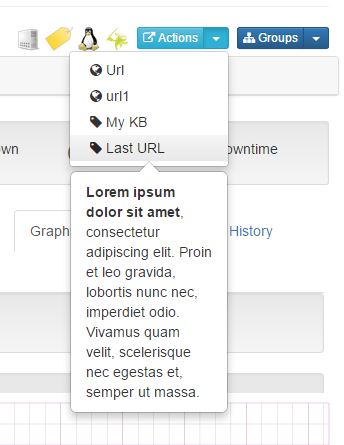 Actions Groups
Url
url1
My KB
own Last URL owntime
Lorem ipsum
dolor sit amet,
consectetur
Graph adipiscing elit. Proin History
et leo gravida,
lobortis nunc nec,
imperdiet odio.
Vivamus quam
velit, scelerisque
nec egestas et,
semper ut massa.